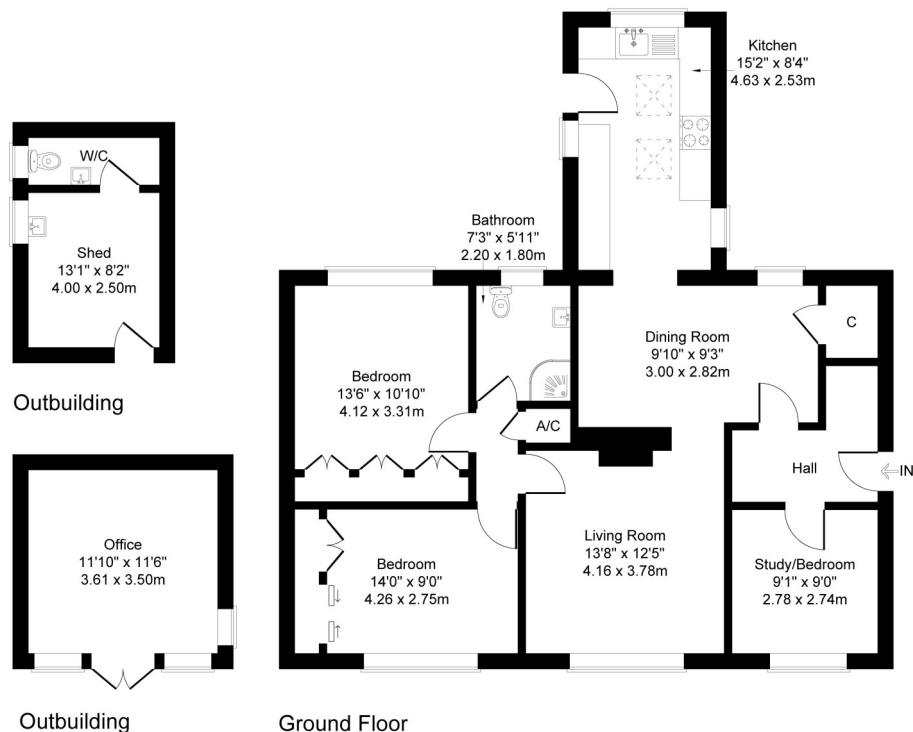 Kitchen
15'2" x 8'4"
4.63 x 2.53m
W/C
Shed
13'1" x 8'2"
4.00 x 2.50m
Outbuilding
Bathroom
7'3" x 5'11"
2.20 x 1.80m
Dining Room
9'10" x 9'3"
3.00 x 2.82m
C
Bedroom
13'6" x 10'10"
4.12 x 3.31m
A/C
Hall
IN
Office
11'10" x 11'6"
3.61 x 3.50m
Outbuilding
Bedroom
14'0" x 9'0"
4.26 x 2.75m
Living Room
13'8" x 12'5"
4.16 x 3.78m
Study/Bedroom
9'1" x 9'0"
2.78 x 2.74m
Ground Floor